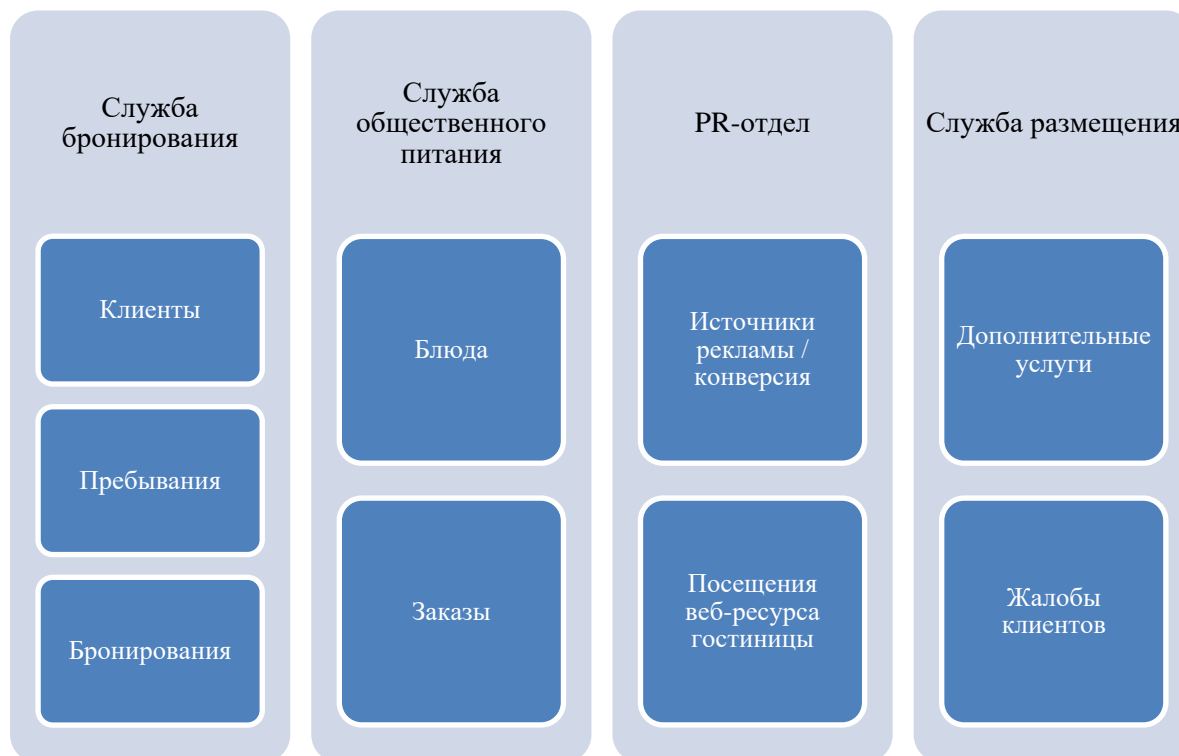 Служба
бронирования
Клиенты
Пребывания
Бронирования
Служба
общественного
питания
Блюда
Заказы
PR-отдел
Источники
рекламы /
конверсия
Посещения
веб-ресурса
гостиницы
Служба размещения
Дополнительные
услуги
Жалобы
клиентов